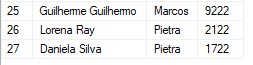 25 Guilherme Guilhermo Marcos 9222
26 Lorena Ray Pietra 2122
27 Daniela Silva Pietra 1722